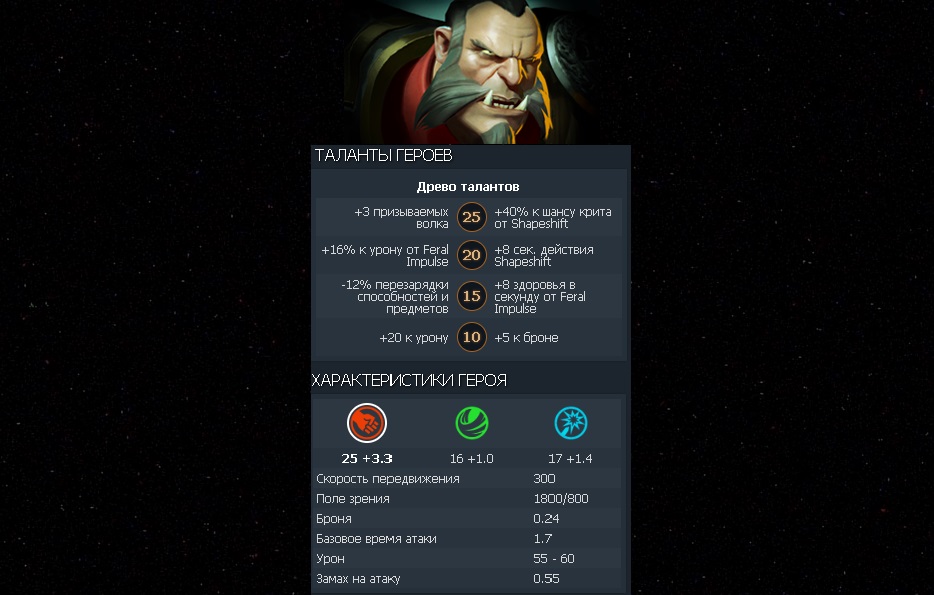 ТАЛАНТЫ ГЕРОЕВ
Древо талантов
+3 призываемых
волка
25
+40% к шансу крита
от Shapeshift
+16% к урону от Feral
Impulse
20
+8 сек. действия
Shapeshift
-12% перезарядки
способностей и
предметов
15
+8 здоровья в
секунду от Feral
Impulse
+20 к урону
10
+5 к броне
ХАРАКТЕРИСТИКИ ГЕРОЯ
25 +3.3
16 +1.0
17 +1.4
Скорость передвижения 300
Поле зрения 1800/800
Броня 0.24
Базовое время атаки 1.7
Урон 55 - 60
Замах на атаку 0.55